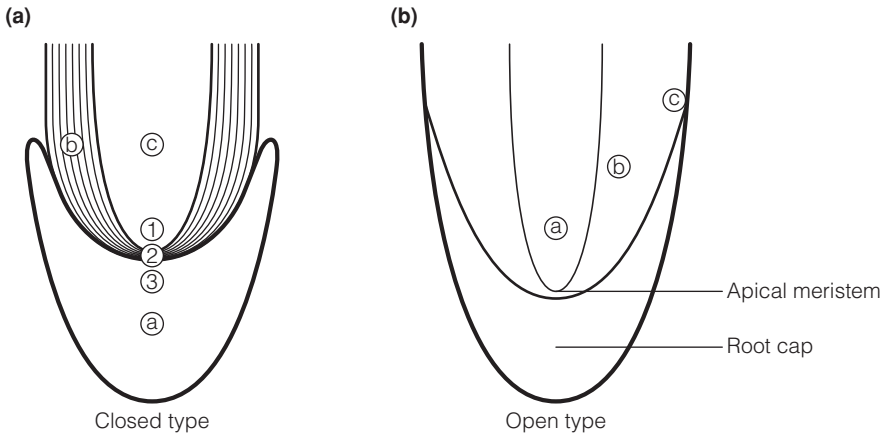 (a)
b
c
1
2
3
a
Closed type
(b)
c
b
a
Apical meristem
Root cap
Open type